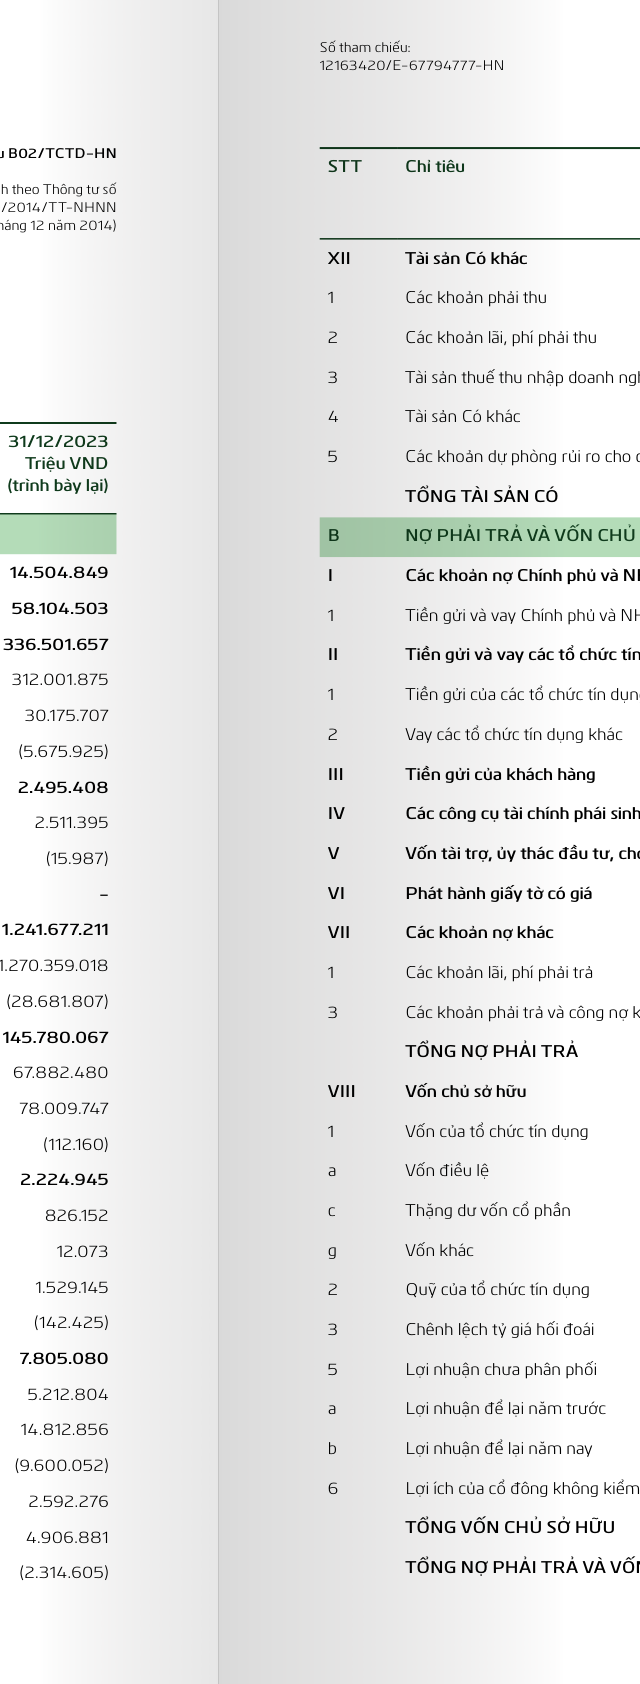 B02/TCTD-HN
h theo Thông tư số
/2014/TT-NHNN
háng 12 năm 2014)
31/12/2023
Triệu VND
(trình bày lại)
14.504.849
58.104.503
336.501.657
312.001.875
30.175.707
(5.675.925)
2.495.408
2.511.395
(15.987)
–
1.241.677.211
1.270.359.018
(28.681.807)
145.780.067
67.882.480
78.009.747
(112.160)
2.224.945
826.152
12.073
1.529.145
(142.425)
7.805.080
5.212.804
14.812.856
(9.600.052)
2.592.276
4.906.881
(2.314.605)
Số tham chiếu:
12163420/E-67794777-HN
STT Chỉ tiêu
XII Tài sản Có khác
1 Các khoản phải thu
2 Các khoản lãi, phí phải thu
3 Tài sản thuế thu nhập doanh ngh
4 Tài sản Có khác
5 Các khoản dự phòng rủi ro cho
TỔNG TÀI SẢN CÓ
B NỢ PHẢI TRẢ VÀ VỐN CHỦ
I Các khoản nợ Chính phủ và NH
1 Tiền gửi và vay Chính phủ và NH
II Tiền gửi và vay các tổ chức tín
1 Tiền gửi của các tổ chức tín dụng
2 Vay các tổ chức tín dụng khác
III Tiền gửi của khách hàng
IV Các công cụ tài chính phái sinh
V Vốn tài trợ, ủy thác đầu tư, cho
VI Phát hành giấy tờ có giá
VII Các khoản nợ khác
1 Các khoản lãi, phí phải trả
3 Các khoản phải trả và công nợ k
TỔNG NỢ PHẢI TRẢ
VIII Vốn chủ sở hữu
1 Vốn của tổ chức tín dụng
a Vốn điều lệ
c Thặng dư vốn cổ phần
g Vốn khác
2 Quỹ của tổ chức tín dụng
3 Chênh lệch tỷ giá hối đoái
5 Lợi nhuận chưa phân phối
a Lợi nhuận để lại năm trước
b Lợi nhuận để lại năm nay
6 Lợi ích của cổ đông không kiểm
TỔNG VỐN CHỦ SỞ HỮU
TỔNG NỢ PHẢI TRẢ VÀ VỐN